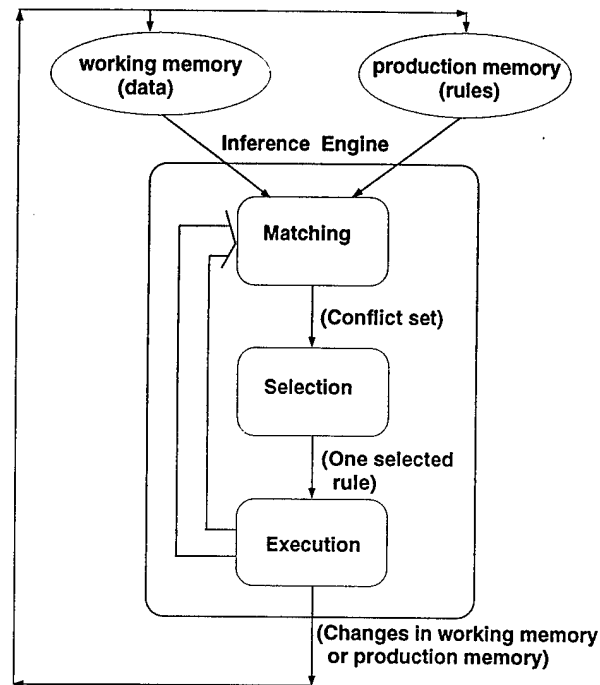 working memory
(data)
production memory
(rules)
Inference Engine
Matching
(Conflict set)
Selection
(One selected
rule)
Execution
(Changes in working memory
or production memory)